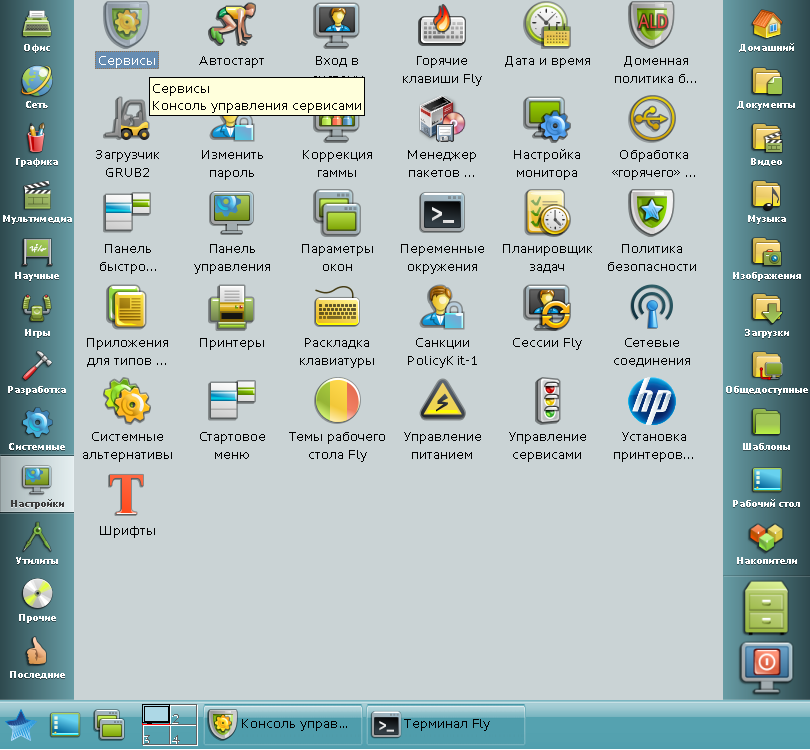 Офис
Сеть
Графика
Мультимедиа
Научные
Игры
Разработка
Системные
Настройки
Утилиты
Прочие
Последние
Сервисы
Автостарт
Вход в
Горячие
клавиши Fly
Дата и время
ALD
Доменная
политика б...
Сервисы
Консоль управления сервисами
Загрузчик
GRUB2
Изменить
пароль
Коррекция
гаммы
Менеджер
пакетов ...
Настройка
монитора
Обработка
«горячего» ...
Панель
быстро...
Панель
управления
Параметры
окон
Переменные
окружения
Планировщик
задач
Политика
безопасности
Приложения
для типов ...
Принтеры
Раскладка
клавиатуры
Санкции
PolicyKit-1
Сессии Fly
Сетевые
соединения
Системные
альтернативы
Стартовое
меню
Темы рабочего
стола Fly
Управление
питанием
Управление
сервисами
hp
Установка
принтеров...
T
Шрифты
Домашний
Документы
Видео
Музыка
Изображения
Загрузки
Общедоступные
Шаблоны
Рабочий стол
Накопители
2
3
4
Консоль управ...
Терминал Fly